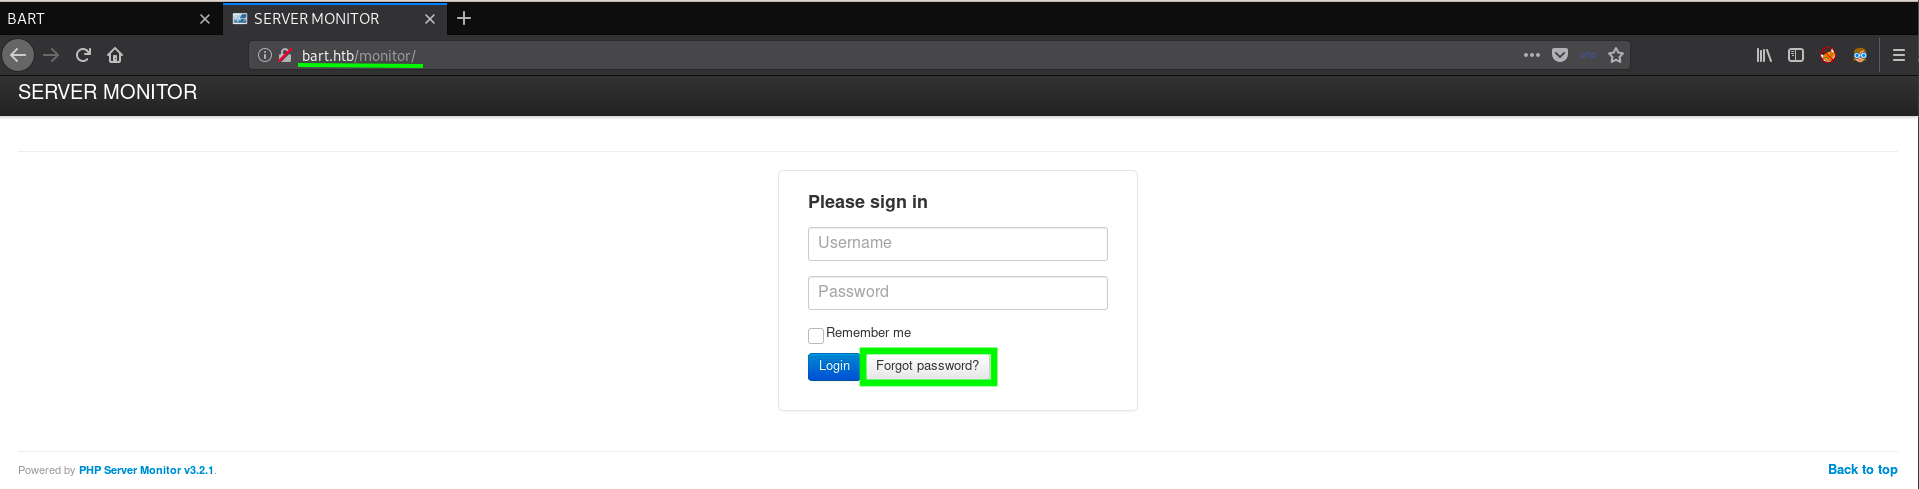 BART
SERVER MONITOR
bart.htb/monitor/
SERVER MONITOR
Please sign in
Username
Password
Remember me
Login
Forgot password?
Powered by PHP Server Monitor v3.2.1.
Back to top